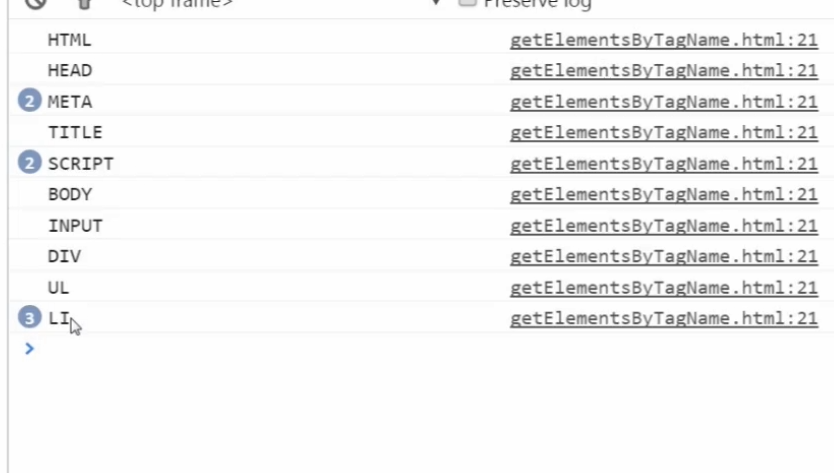 <top frame> Preserve log
HTML getElementsByTagName.html:21
HEAD getElementsByTagName.html:21
2 META getElementsByTagName.html:21
TITLE getElementsByTagName.html:21
2 SCRIPT getElementsByTagName.html:21
BODY getElementsByTagName.html:21
INPUT getElementsByTagName.html:21
DIV getElementsByTagName.html:21
UL getElementsByTagName.html:21
3 LI getElementsByTagName.html:21
>